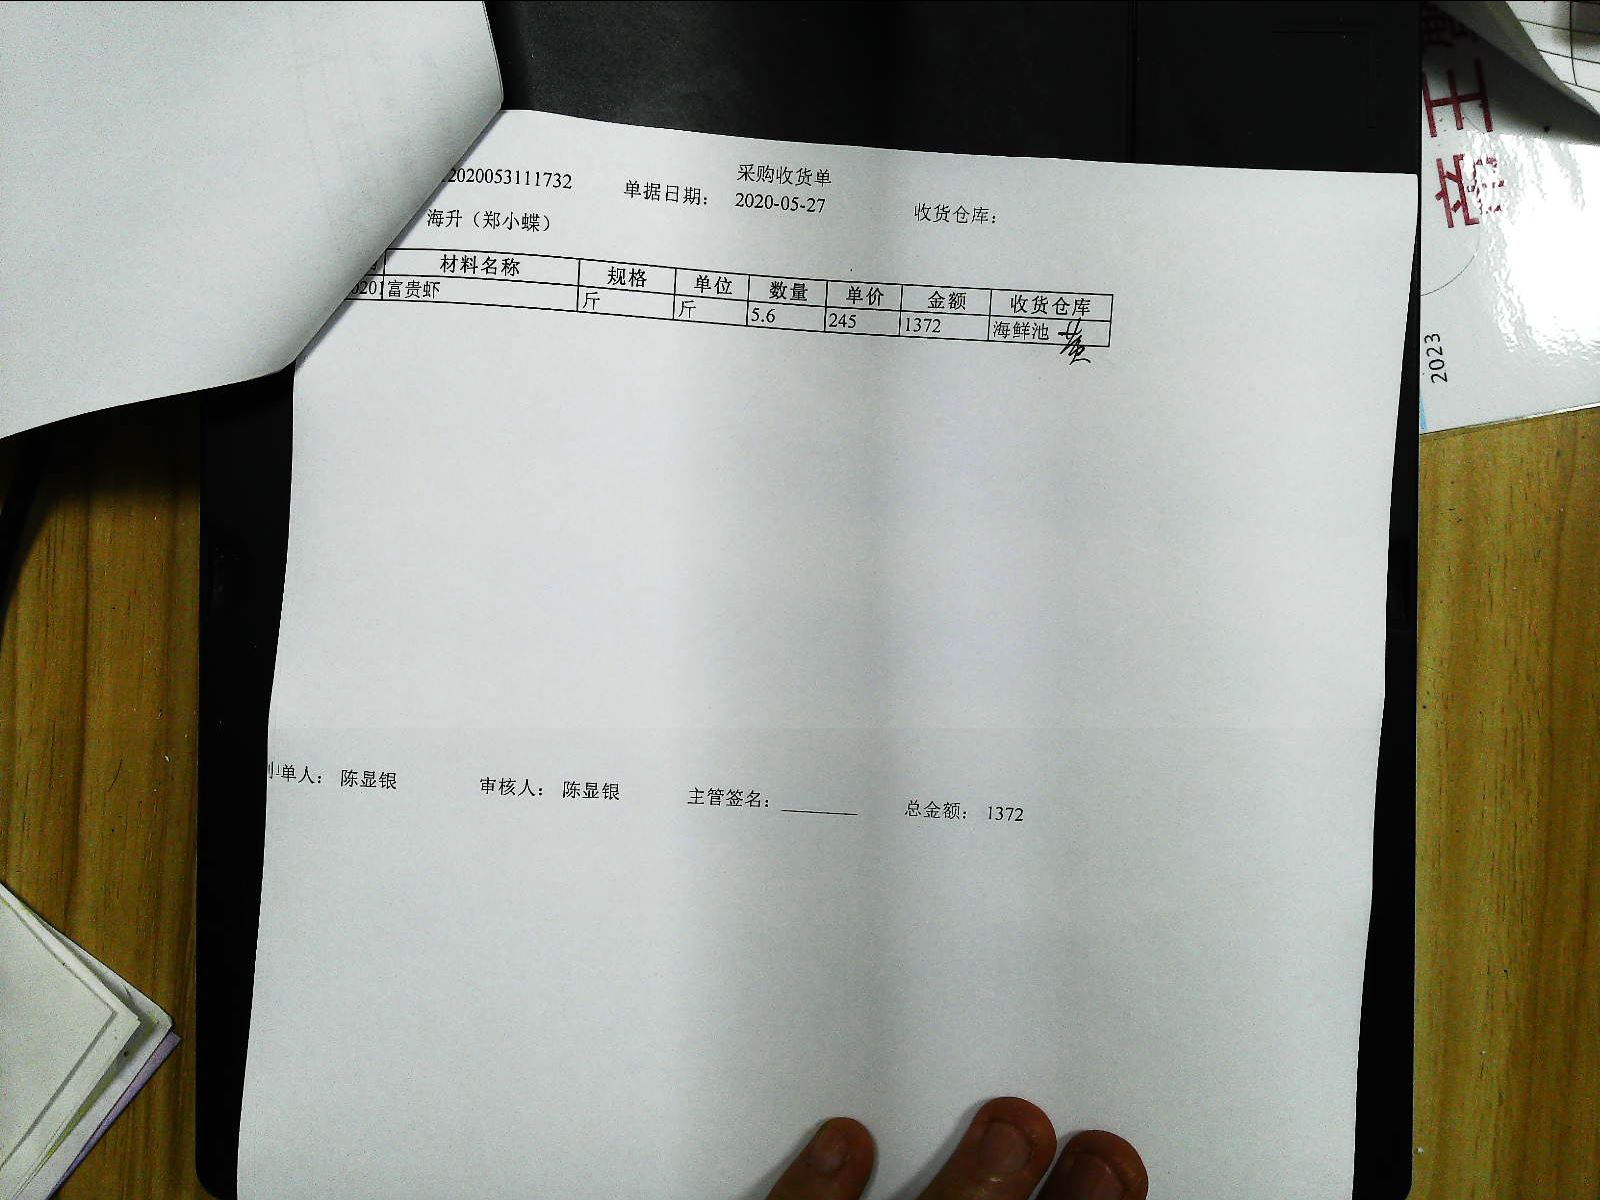 采购收货单
2020053111732 单据日期: 2020-05-27 收货仓库:
海升（郑小蝶）
材料名称 规格 单位 数量 单价 金额 收货仓库
0201 富贵虾 斤 斤 5.6 245 1372 海鲜池
单人: 陈显银 审核人: 陈显银 主管签名: ________ 总金额: 1372
2023